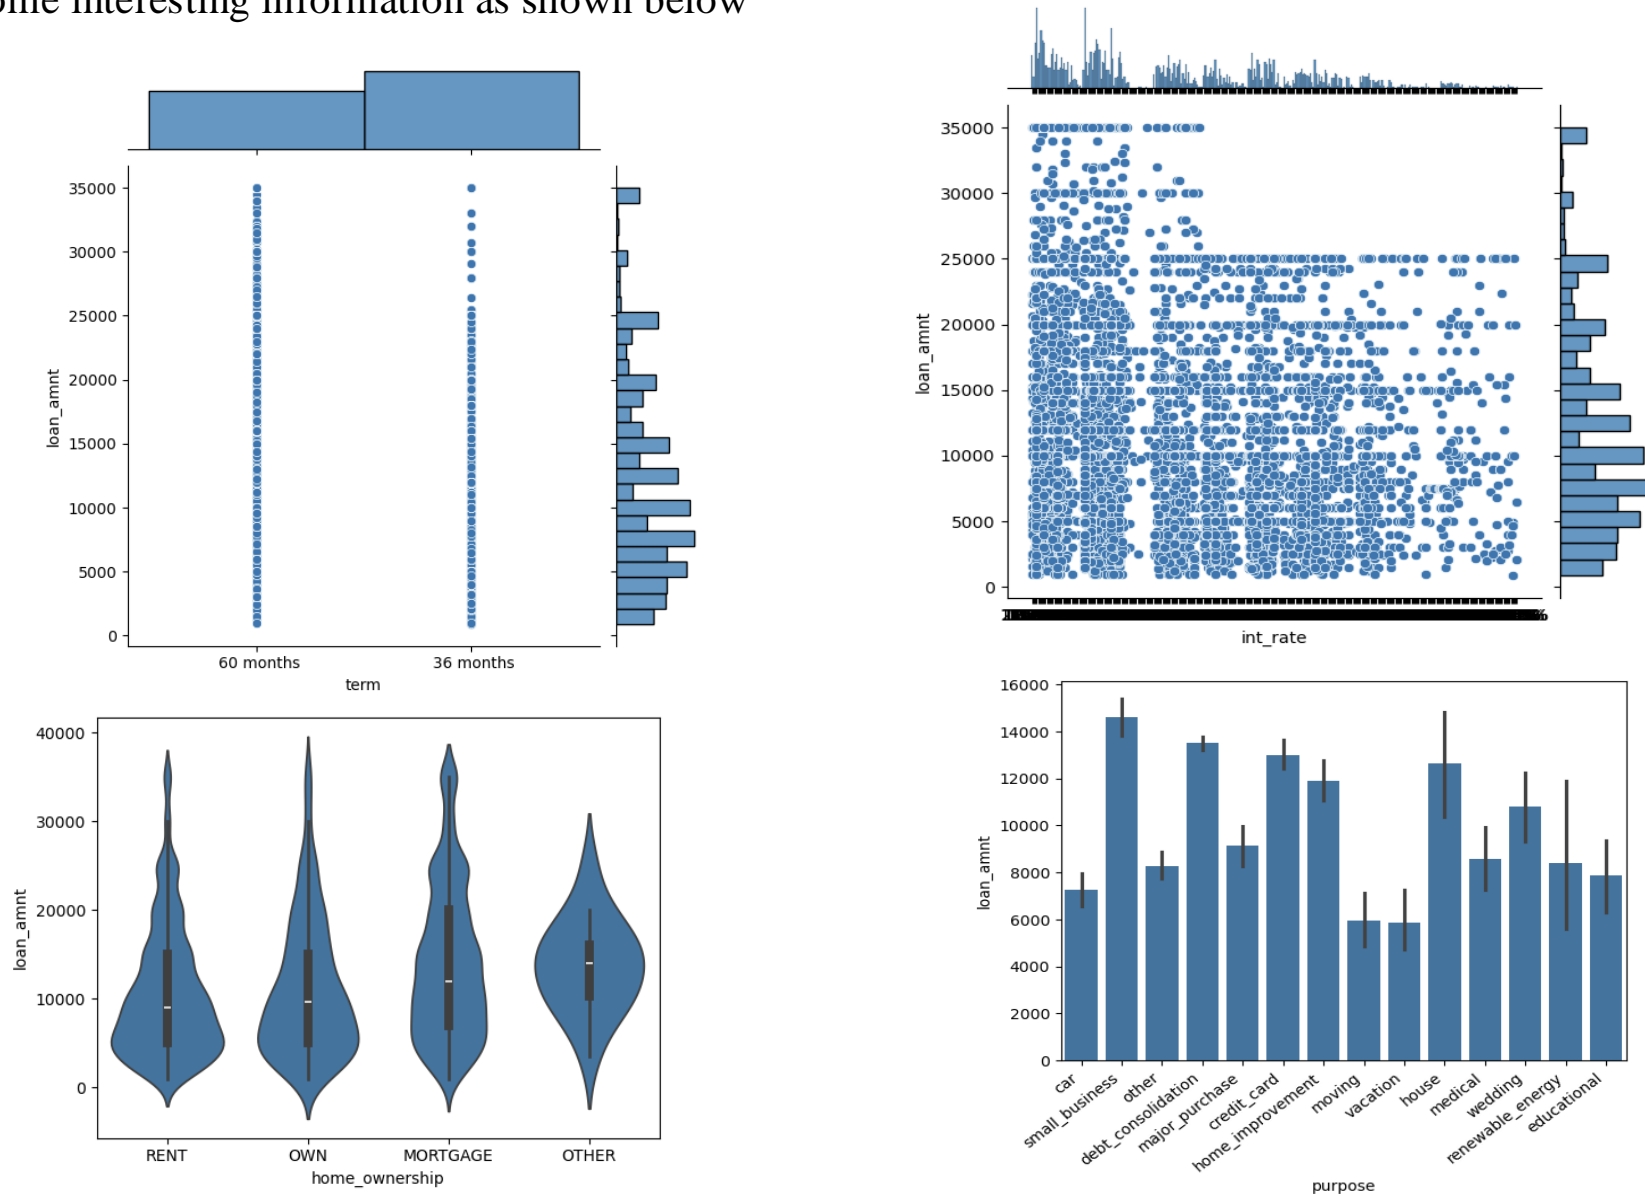 interesting information as shown below
35000
30000
25000
20000
15000
10000
5000
0
loan_amnt
60 months
36 months
term
35000
30000
25000
20000
15000
10000
5000
0
loan_amnt
int_rate
40000
30000
20000
10000
0
loan_amnt
RENT
OWN
MORTGAGE
OTHER
home_ownership
16000
14000
12000
10000
8000
6000
4000
2000
0
loan_amnt
car
small_business
other
debt_consolidation
major_purchase
credit_card
home_improvement
moving
vacation
house
medical
wedding
renewable_energy
educational
purpose